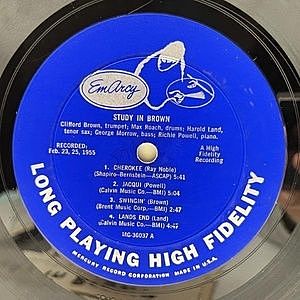 EmArcy
STUDY IN BROWN
Clifford Brown, trumpet; Max Roach, drums; Harold Land,
tenor sax; George Morrow, bass; Richie Powell, piano.
RECORDED:
Feb. 23, 25, 1955
A High
Fidelity
Recording
1. CHEROKEE (Ray Noble)
(Shapiro-Bernstein—ASCAP) 5:41
2. JACQUI (Powell)
(Calvin Music Co.—BMI) 5:04
3. SWINGIN' (Brown)
(Brent Music Corp.—BMI) 2:47
4. LANDS END (Land)
(Calvin Music Co.—BMI) 4:47
MG-36037 A
LONG PLAYING HIGH FIDELITY
MERCURY RECORD CORPORATION MADE IN U.S.A.